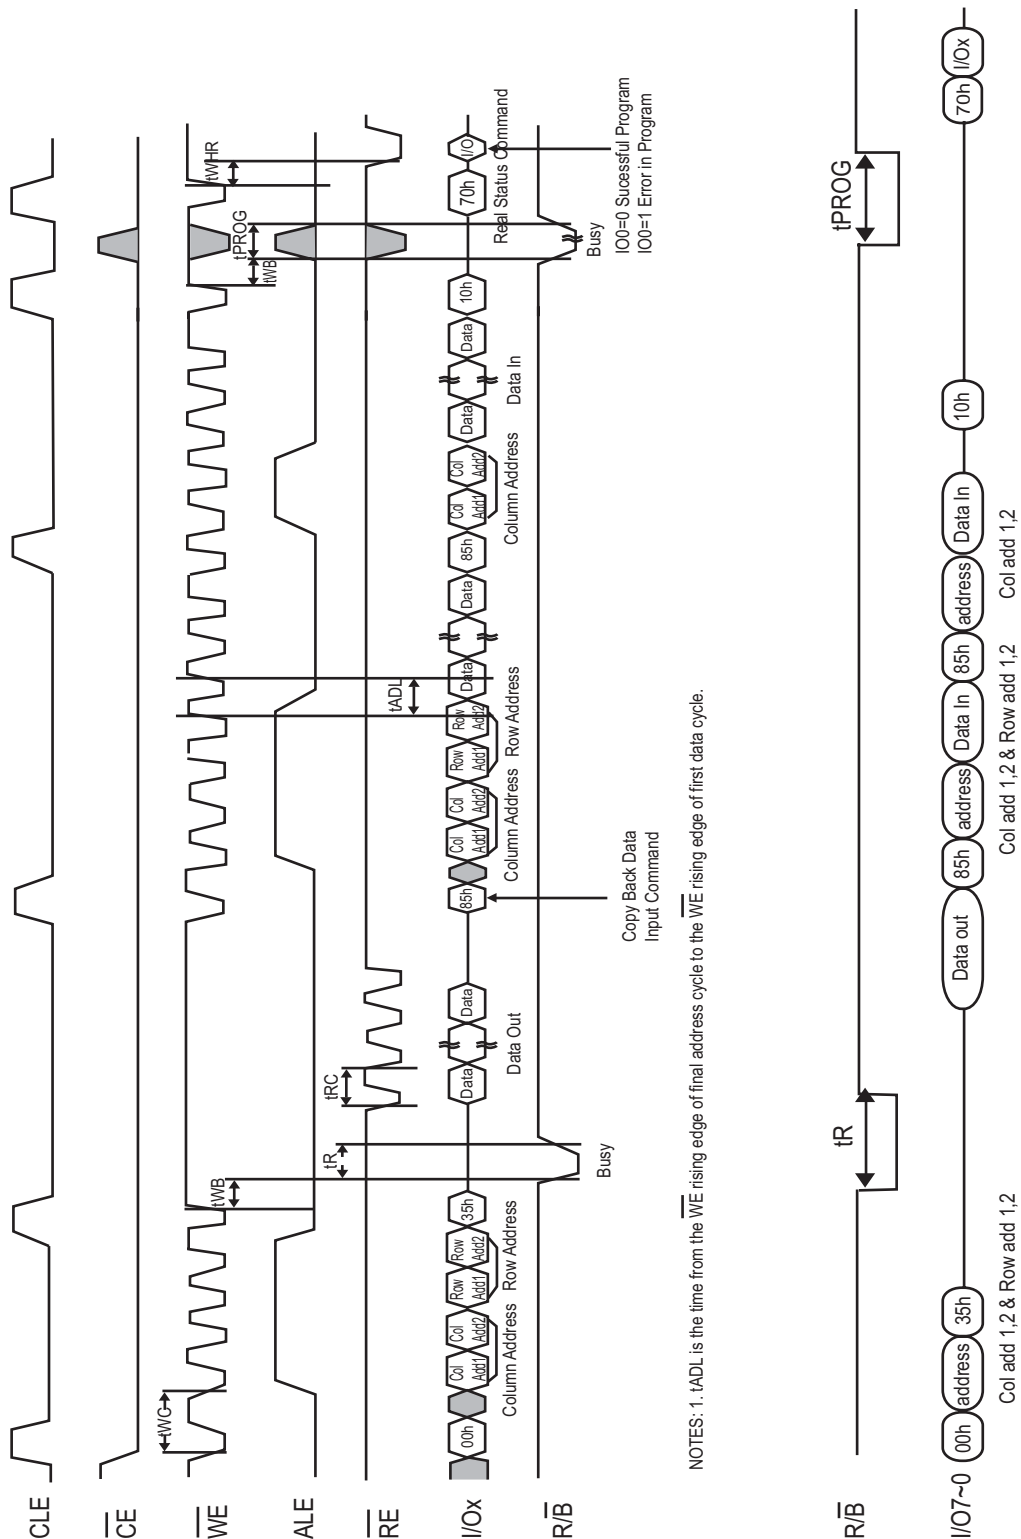 CLE
CE
WE
tWC
tWB
tWB
tPROG
tWHR
ALE
RE
tR
tRC
tADL
I/Ox
00h
Col Add1
Col Add2
Row Add1
Row Add2
35h
Data
Data
85h
Col Add1
Col Add2
Row Add1
Row Add2
Data
Data
85h
Col Add1
Col Add2
Data
Data
10h
70h
I/O
Column Address
Row Address
Data Out
Column Address
Row Address
Column Address
Data In
Real Status Command
R/B
Busy
Busy
Copy Back Data
Input Command
IO0=0 Sucessful Program
IO0=1 Error in Program
NOTES: 1. tADL is the time from the WE rising edge of final address cycle to the WE rising edge of first data cycle.
R/B
tR
tPROG
I/O7~0
00h
address
35h
Data out
85h
address
Data In
85h
address
Data In
10h
70h
I/Ox
Col add 1,2 & Row add 1,2
Col add 1,2 & Row add 1,2
Col add 1,2